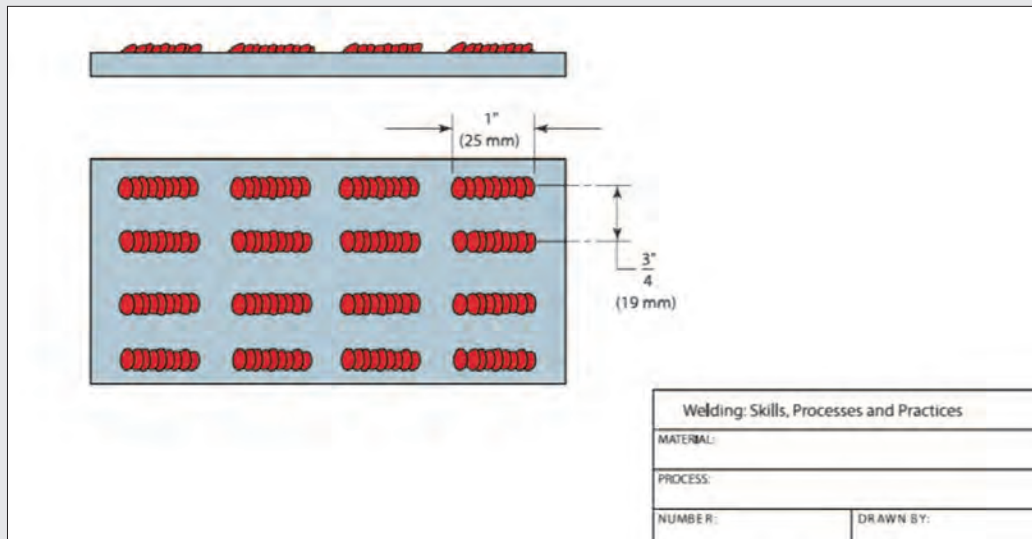 1"
(25 mm)
3"
4
(19 mm)
Welding: Skills, Processes and Practices
MATERIAL:
PROCESS:
NUMBER:
DRAWN BY: